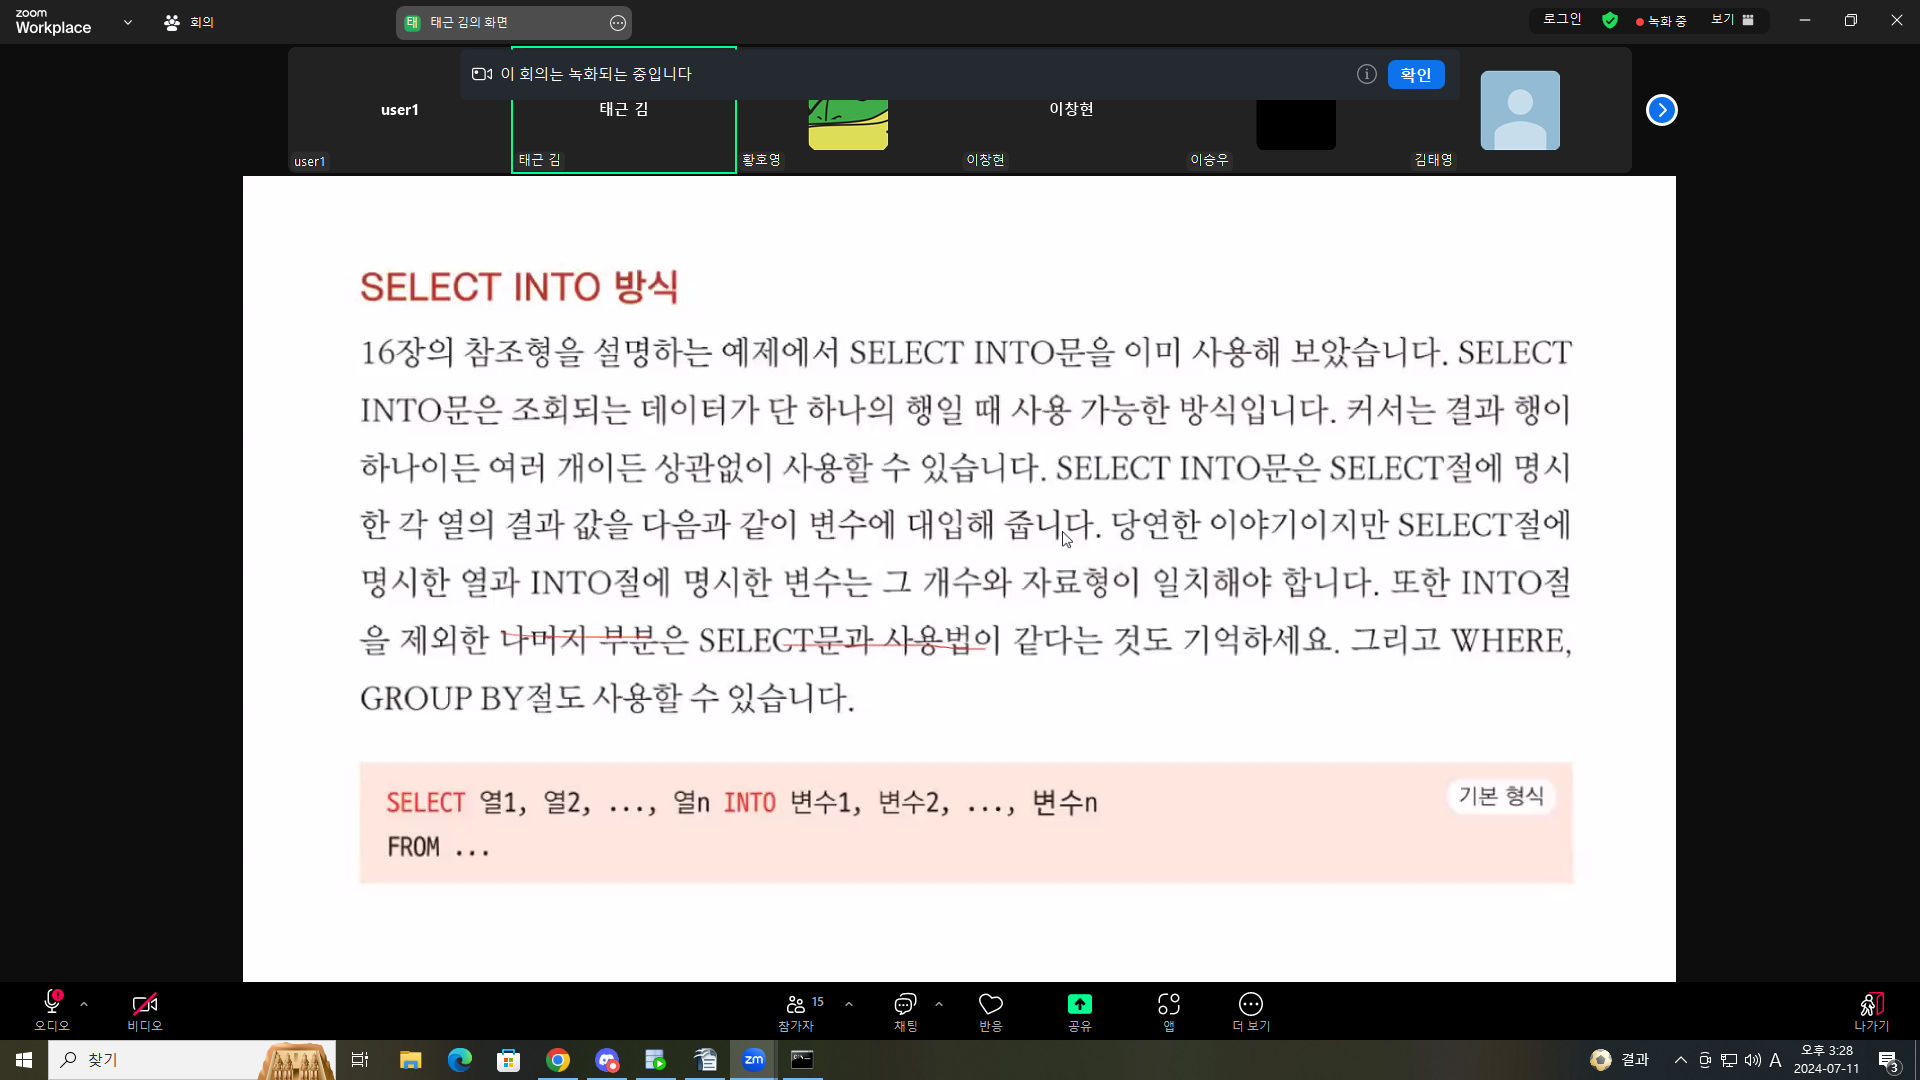 zoom
Workplace
회의
태 태근 김의 화면
로그인
녹화 중
보기
이 회의는 녹화되는 중입니다
확인
user1
태근 김
이창현
user1
태근 김
황호영
이창현
이승우
김태영
SELECT INTO 방식
16장의 참조형을 설명하는 예제에서 SELECT INTO문을 이미 사용해 보았습니다. SELECT
INTO문은 조회되는 데이터가 단 하나의 행일 때 사용 가능한 방식입니다. 커서는 결과 행이
하나이든 여러 개이든 상관없이 사용할 수 있습니다. SELECT INTO문은 SELECT절에 명시
한 각 열의 결과 값을 다음과 같이 변수에 대입해 줍니다. 당연한 이야기이지만 SELECT절에
명시한 열과 INTO절에 명시한 변수는 그 개수와 자료형이 일치해야 합니다. 또한 INTO절
을 제외한 나머지 부분은 SELECT문과 사용법이 같다는 것도 기억하세요. 그리고 WHERE,
GROUP BY절도 사용할 수 있습니다.
SELECT 열1, 열2, ..., 열n INTO 변수1, 변수2, ..., 변수n
기본 형식
FROM ...
오디오
비디오
15
참가자
채팅
반응
공유
앱
더 보기
나가기
찾기
zm
결과
A
오후 3:28
2024-07-11
3